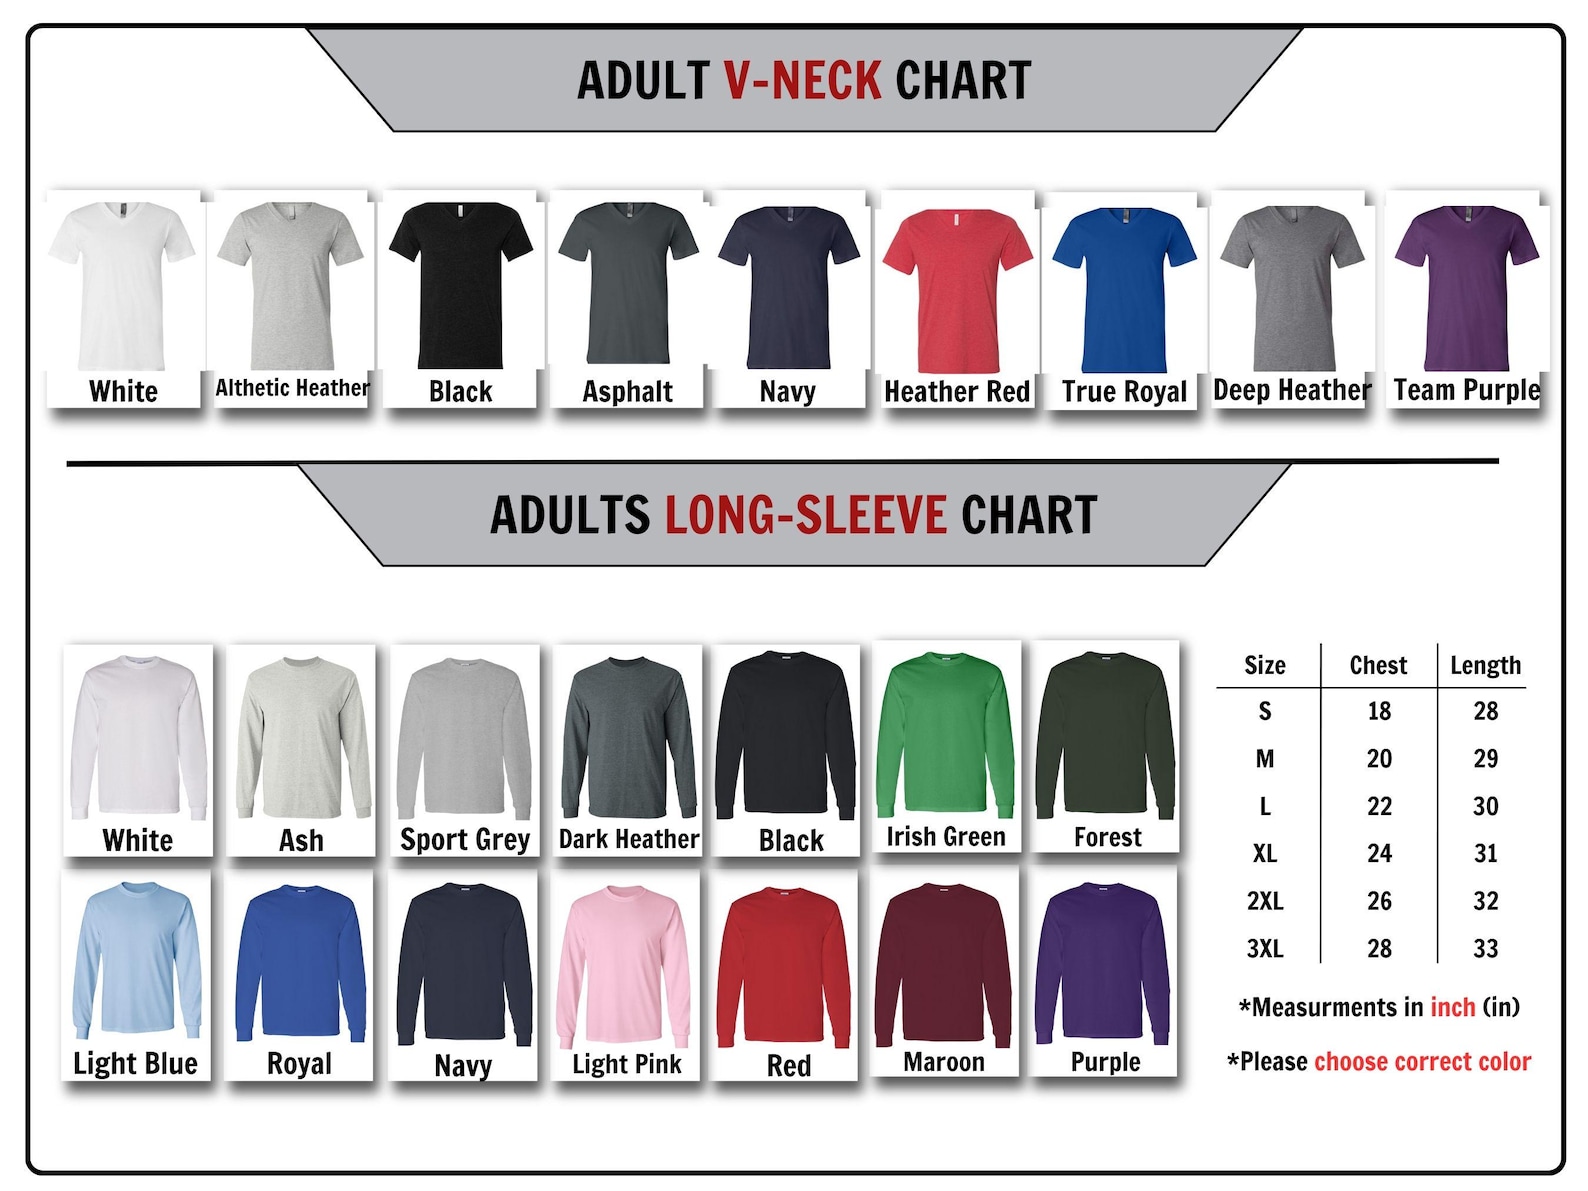 ADULT V-NECK CHART
White
Althetic Heather
Black
Asphalt
Navy
Heather Red
True Royal
Deep Heather
Team Purple
ADULTS LONG-SLEEVE CHART
White
Ash
Sport Grey
Dark Heather
Black
Irish Green
Forest
Light Blue
Royal
Navy
Light Pink
Red
Maroon
Purple
Size Chest Length
S 18 28
M 20 29
L 22 30
XL 24 31
2XL 26 32
3XL 28 33
*Measurments in inch (in)
*Please choose correct color